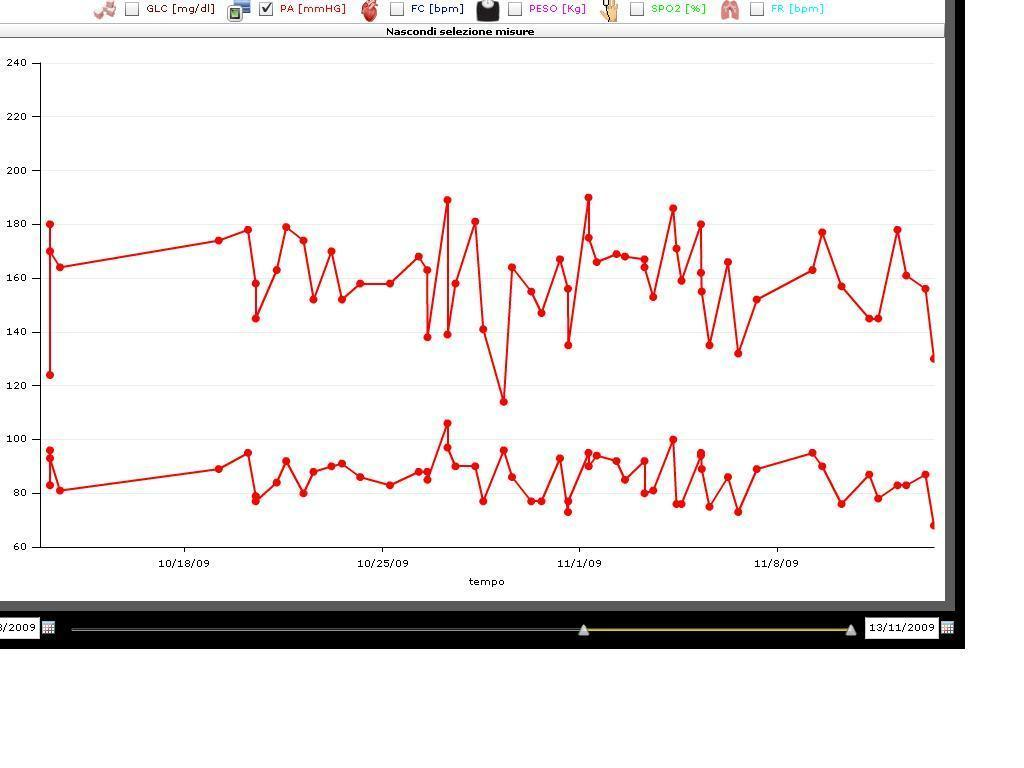 GLC [mg/dl] PA [mmHG] FC [bpm] PESO [Kg] SPO2 [%] FR [bpm]
Nascondi selezione misure
240
220
200
180
160
140
120
100
80
60
10/18/09 10/25/09 11/1/09 11/8/09
tempo
/2009 13/11/2009